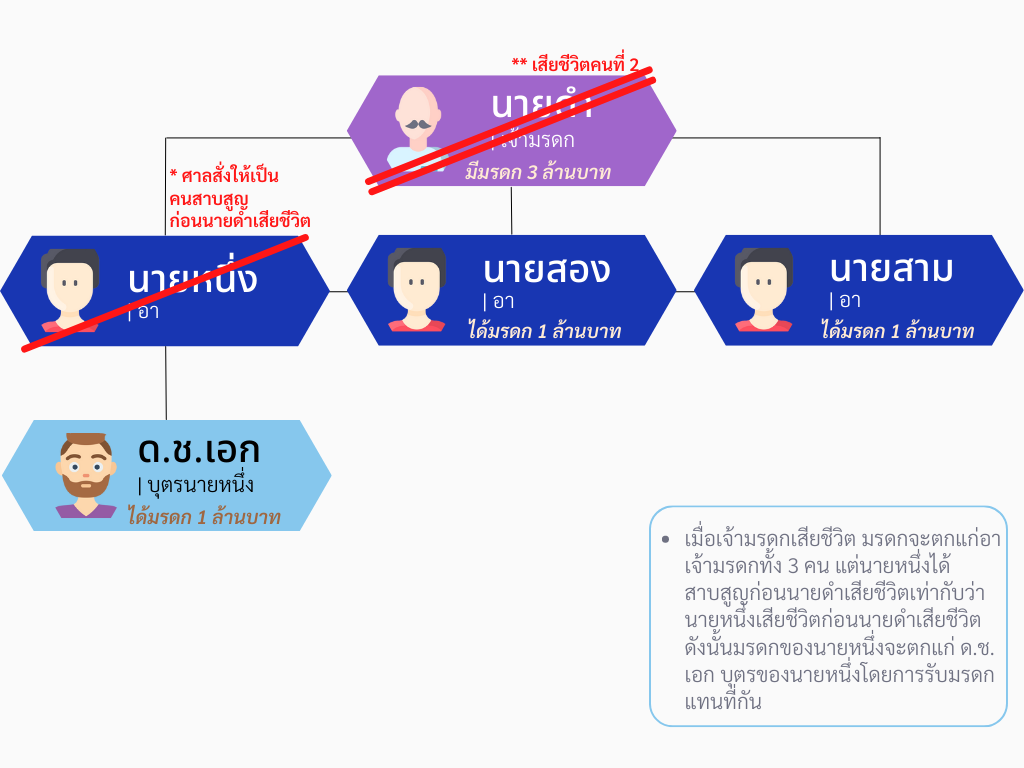 ** เสียชีวิตคนที่ 2
นายดำ
| เจ้ามรดก
มีมรดก 3 ล้านบาท
* ศาลสั่งให้เป็น
คนสาบสูญ
ก่อนนายดำเสียชีวิต
นายหนึ่ง
| อา
นายสอง
| อา
ได้มรดก 1 ล้านบาท
นายสาม
| อา
ได้มรดก 1 ล้านบาท
ด.ช.เอก
| บุตรนายหนึ่ง
ได้มรดก 1 ล้านบาท
• เมื่อเจ้ามรดกเสียชีวิต มรดกจะตกแก่อา
เจ้ามรดกทั้ง 3 คน แต่นายหนึ่งได้
สาบสูญก่อนนายดำเสียชีวิตเท่ากับว่า
นายหนึ่งเสียชีวิตก่อนนายดำเสียชีวิต
ดังนั้นมรดกของนายหนึ่งจะตกแก่ ด.ช.
เอก บุตรของนายหนึ่งโดยการรับมรดก
แทนที่กัน